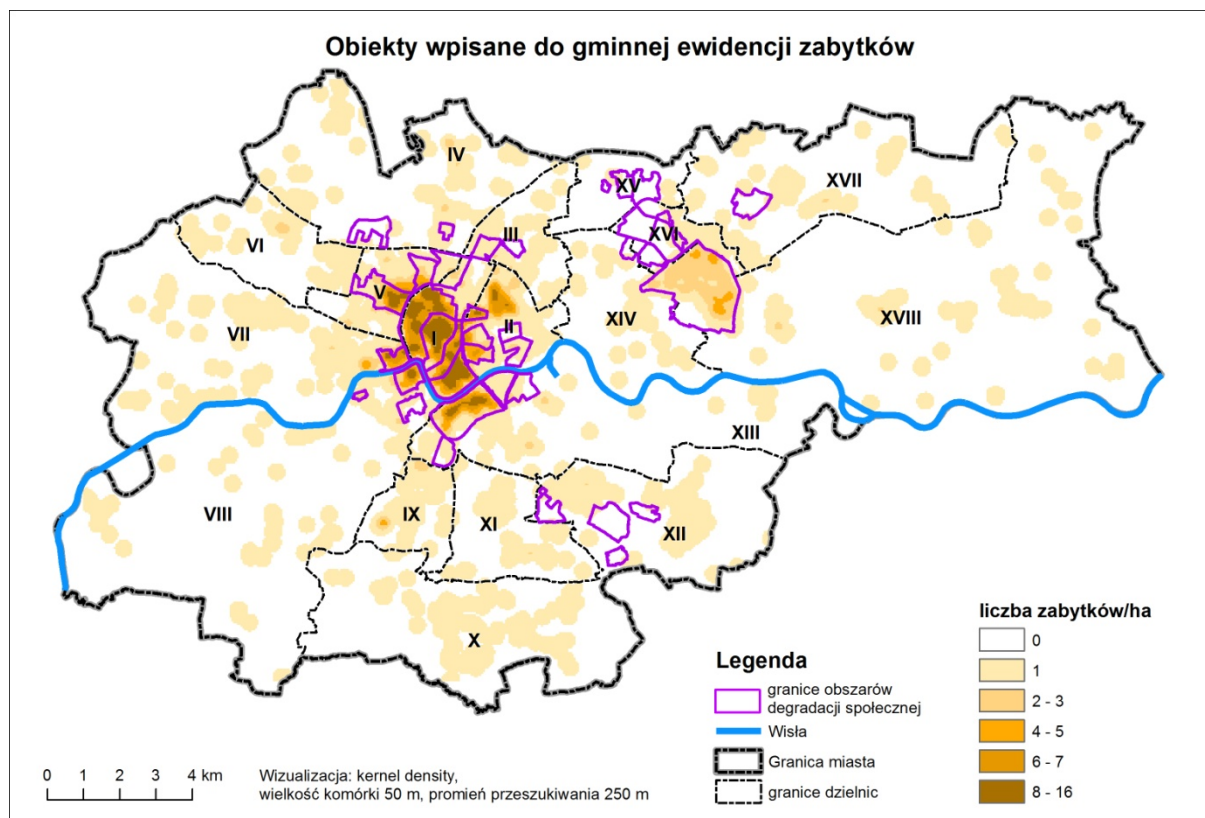 Obiekty wpisane do gminnej ewidencji zabytków
IV
XV
XVII
III
XVI
VI
V
XIV
XVIII
VII
I
II
XIII
VIII
IX
XI
XII
X
liczba zabytków/ha
0
1
2 - 3
4 - 5
6 - 7
8 - 16
Legenda
granice obszarów
degradacji społecznej
Wisła
Granica miasta
granice dzielnic
0 1 2 3 4 km
Wizualizacja: kernel density,
wielkość komórki 50 m, promień przeszukiwania 250 m